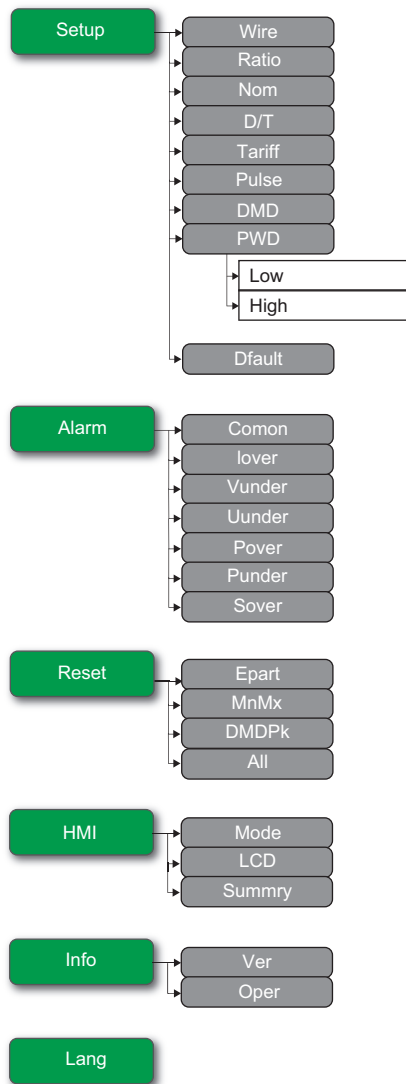 Setup
Wire
Ratio
Nom
D/T
Tariff
Pulse
DMD
PWD
Low
High
Dfault
Alarm
Comon
Iover
Vunder
Uunder
Pover
Punder
Sover
Reset
Epart
MnMx
DMDPk
All
HMI
Mode
LCD
Summry
Info
Ver
Oper
Lang